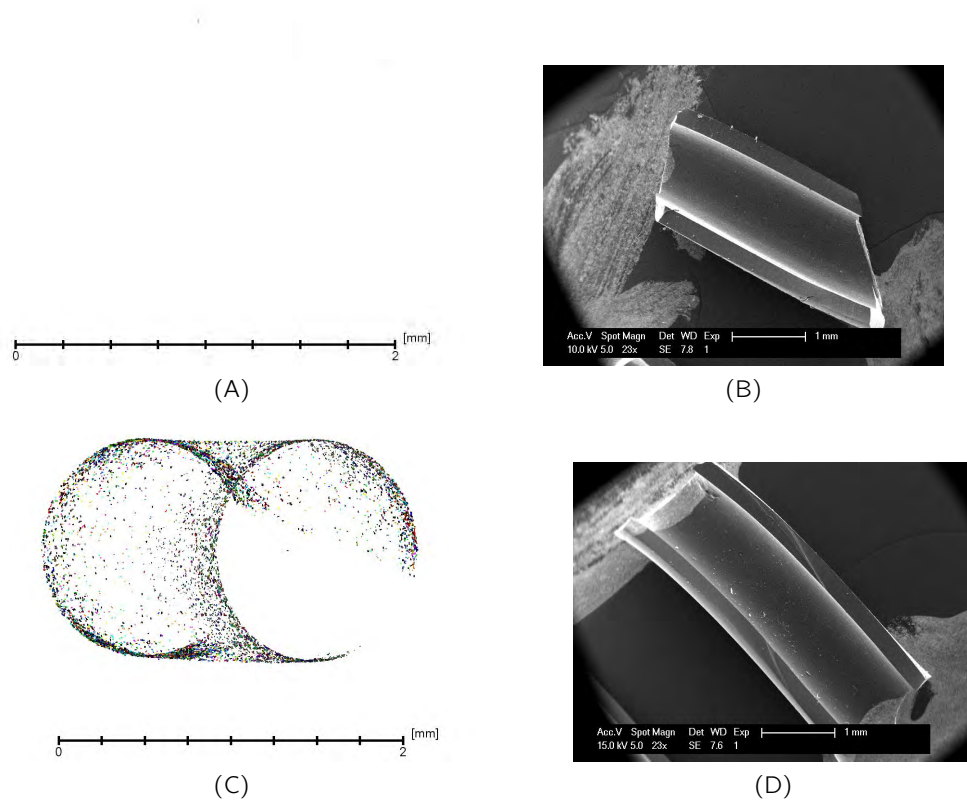 [mm]
0 2
(A)
Acc.V Spot Magn Det WD Exp
10.0 kV 5.0 23x SE 7.8 1
1 mm
(B)
[mm]
0 2
(C)
Acc.V Spot Magn Det WD Exp
15.0 kV 5.0 23x SE 7.6 1
1 mm
(D)